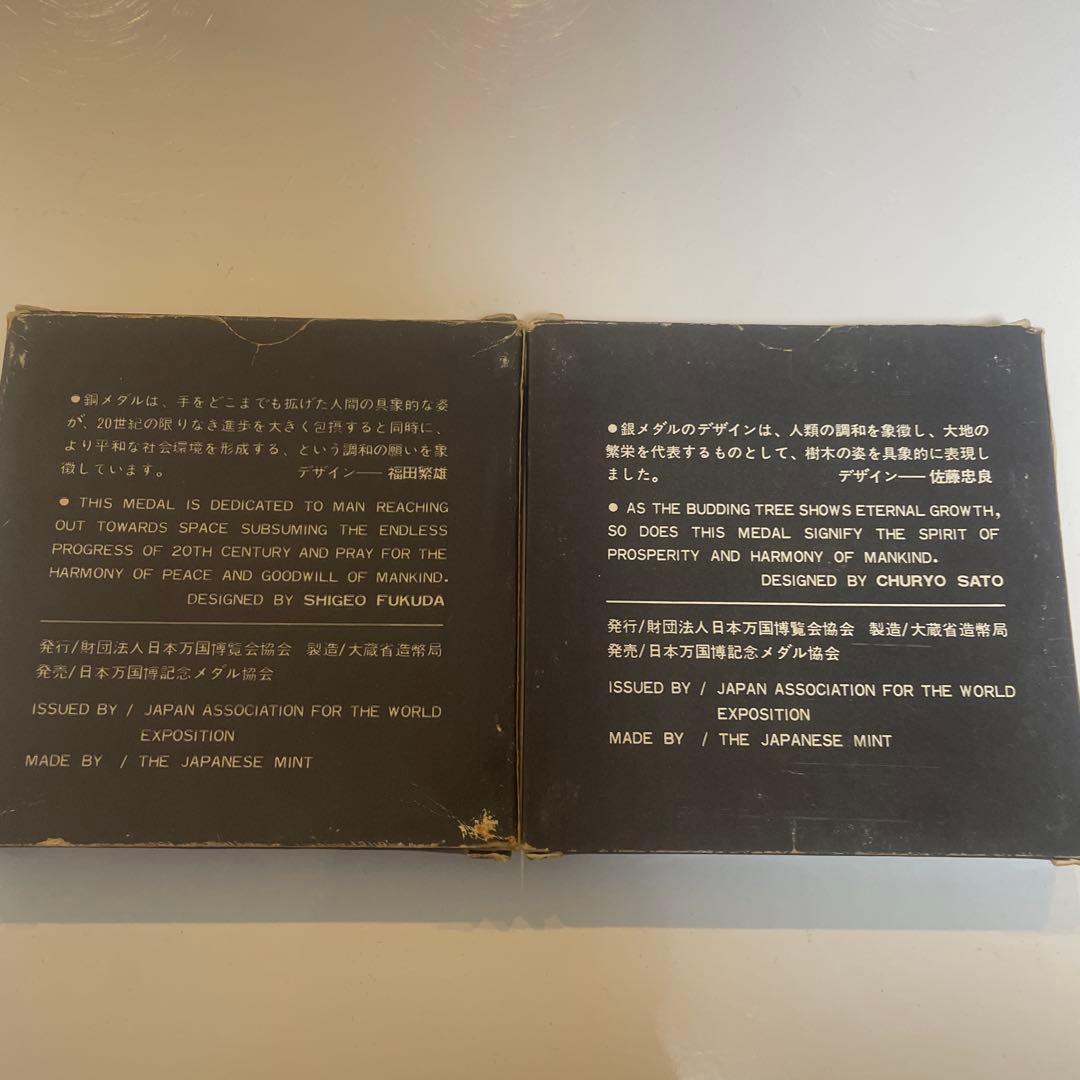 ●銅メダルは、手をどこまでも拡げた人間の具象的な姿
が、20世紀の限りなき進歩を大きく包摂すると同時に、
より平和な社会環境を形成する、という調和の願いを象
徴しています。 デザイン──福田繁雄
● THIS MEDAL IS DEDICATED TO MAN REACHING
OUT TOWARDS SPACE SUBSUMING THE ENDLESS
PROGRESS OF 20TH CENTURY AND PRAY FOR THE
HARMONY OF PEACE AND GOODWILL OF MANKIND.
DESIGNED BY SHIGEO FUKUDA
発行/財団法人日本万国博覧会協会 製造/大蔵省造幣局
発売/日本万国博記念メダル協会
ISSUED BY / JAPAN ASSOCIATION FOR THE WORLD
EXPOSITION
MADE BY / THE JAPANESE MINT
●銀メダルのデザインは、人類の調和を象徴し、大地の
繁栄を代表するものとして、樹木の姿を具象的に表現し
ました。 デザイン──佐藤忠良
● AS THE BUDDING TREE SHOWS ETERNAL GROWTH,
SO DOES THIS MEDAL SIGNIFY THE SPIRIT OF
PROSPERITY AND HARMONY OF MANKIND.
DESIGNED BY CHURYO SATO
発行/財団法人日本万国博覧会協会 製造/大蔵省造幣局
発売/日本万国博記念メダル協会
ISSUED BY / JAPAN ASSOCIATION FOR THE WORLD
EXPOSITION
MADE BY / THE JAPANESE MINT